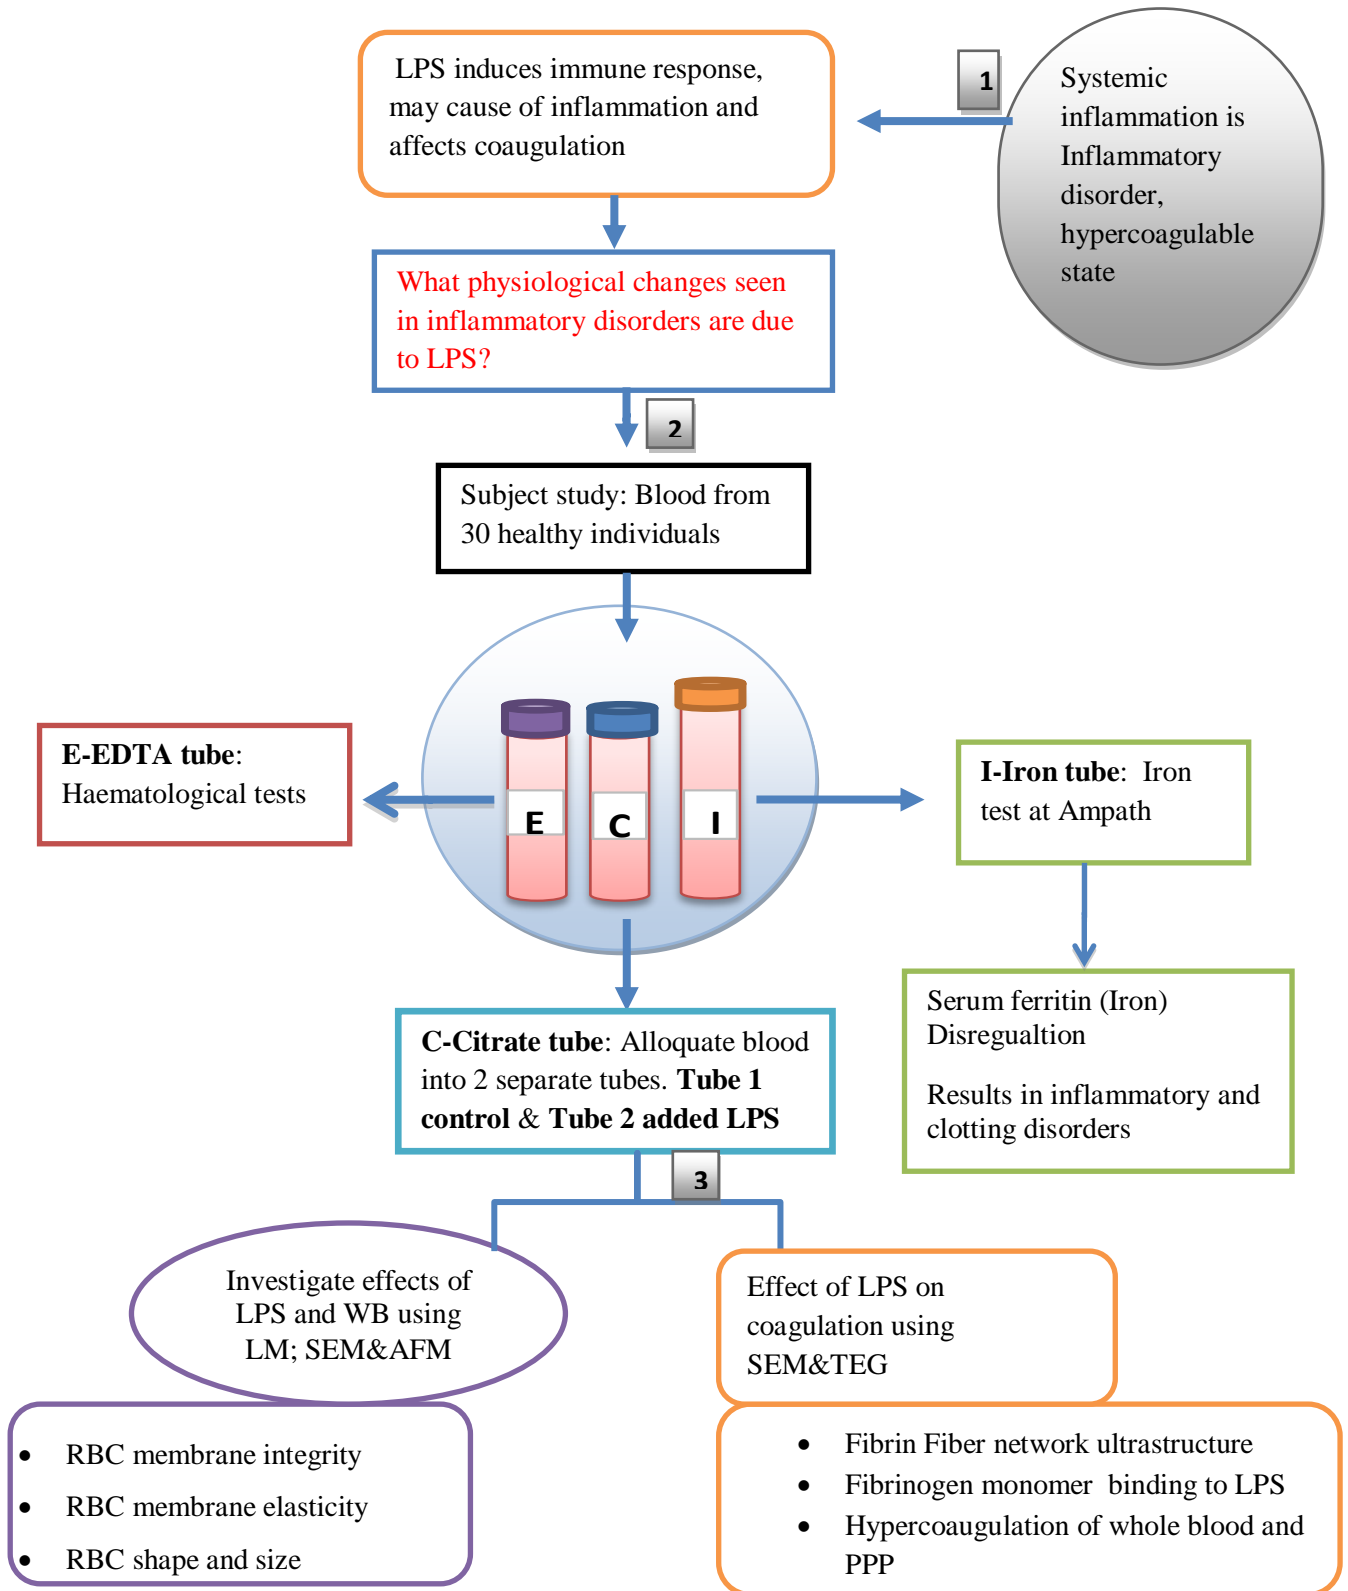 LPS induces immune response,
may cause of inflammation and
affects coaugulation
1
Systemic
inflammation is
Inflammatory
disorder,
hypercoagulable
state
What physiological changes seen
in inflammatory disorders are due
to LPS?
2
Subject study: Blood from
30 healthy individuals
E
C
I
E-EDTA tube:
Haematological tests
I-Iron tube: Iron
test at Ampath
Serum ferritin (Iron)
Disregualtion
Results in inflammatory and
clotting disorders
C-Citrate tube: Alloquate blood
into 2 separate tubes. Tube 1
control & Tube 2 added LPS
3
Investigate effects of
LPS and WB using
LM; SEM&AFM
• RBC membrane integrity
• RBC membrane elasticity
• RBC shape and size
Effect of LPS on
coagulation using
SEM&TEG
• Fibrin Fiber network ultrastructure
• Fibrinogen monomer binding to LPS
• Hypercoaugulation of whole blood and
PPP